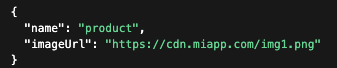 {
  "name": "product",
  "imageUrl": "https://cdn.miapp.com/img1.png"
}